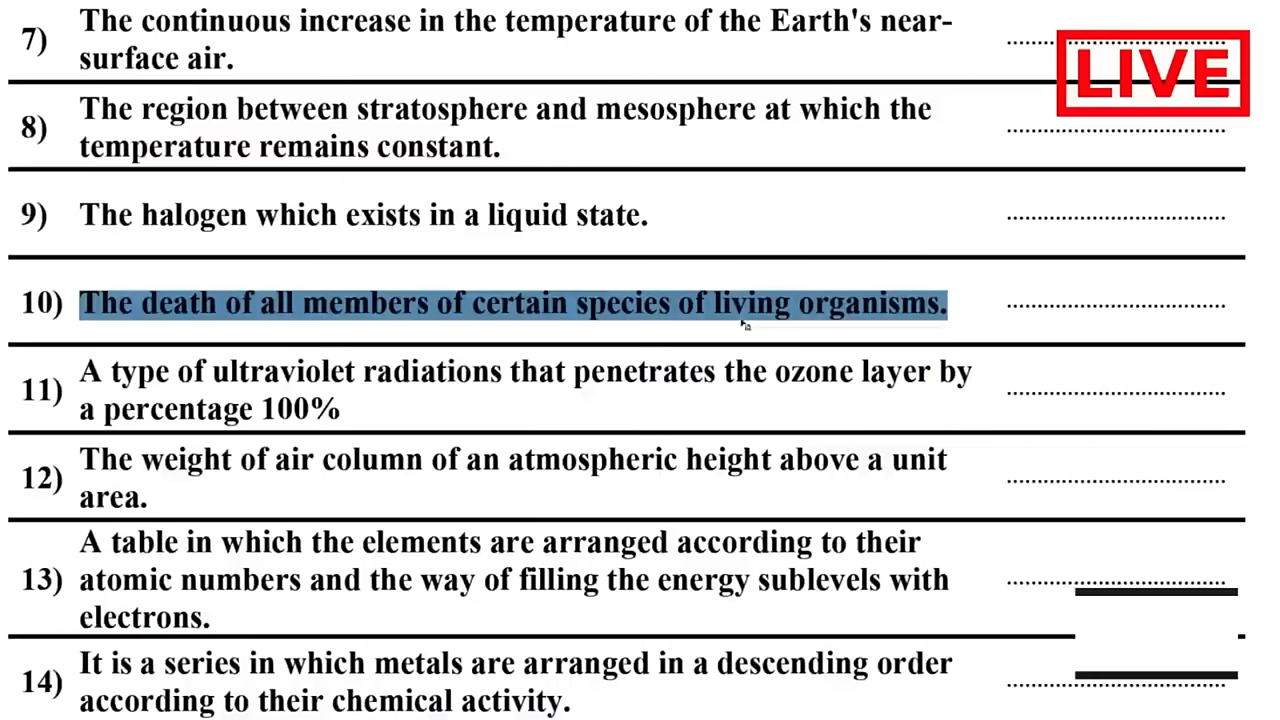 7) The continuous increase in the temperature of the Earth's near-
surface air.
LIVE
8) The region between stratosphere and mesosphere at which the
temperature remains constant.
9) The halogen which exists in a liquid state.
10) The death of all members of certain species of living organisms.
11) A type of ultraviolet radiations that penetrates the ozone layer by
a percentage 100%
12) The weight of air column of an atmospheric height above a unit
area.
13) A table in which the elements are arranged according to their
atomic numbers and the way of filling the energy sublevels with
electrons.
14) It is a series in which metals are arranged in a descending order
according to their chemical activity.